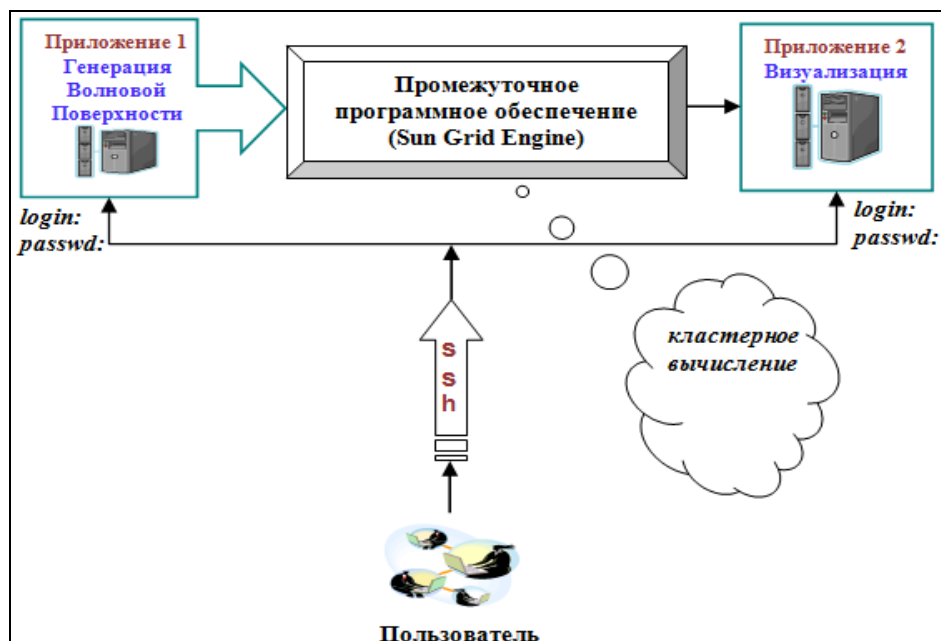 Приложение 1
Генерация
Волновой
Поверхности
Промежуточное
программное обеспечение
(Sun Grid Engine)
Приложение 2
Визуализация
login:
passwd:
login:
passwd:
s
s
h
кластерное
вычисление
Пользователь